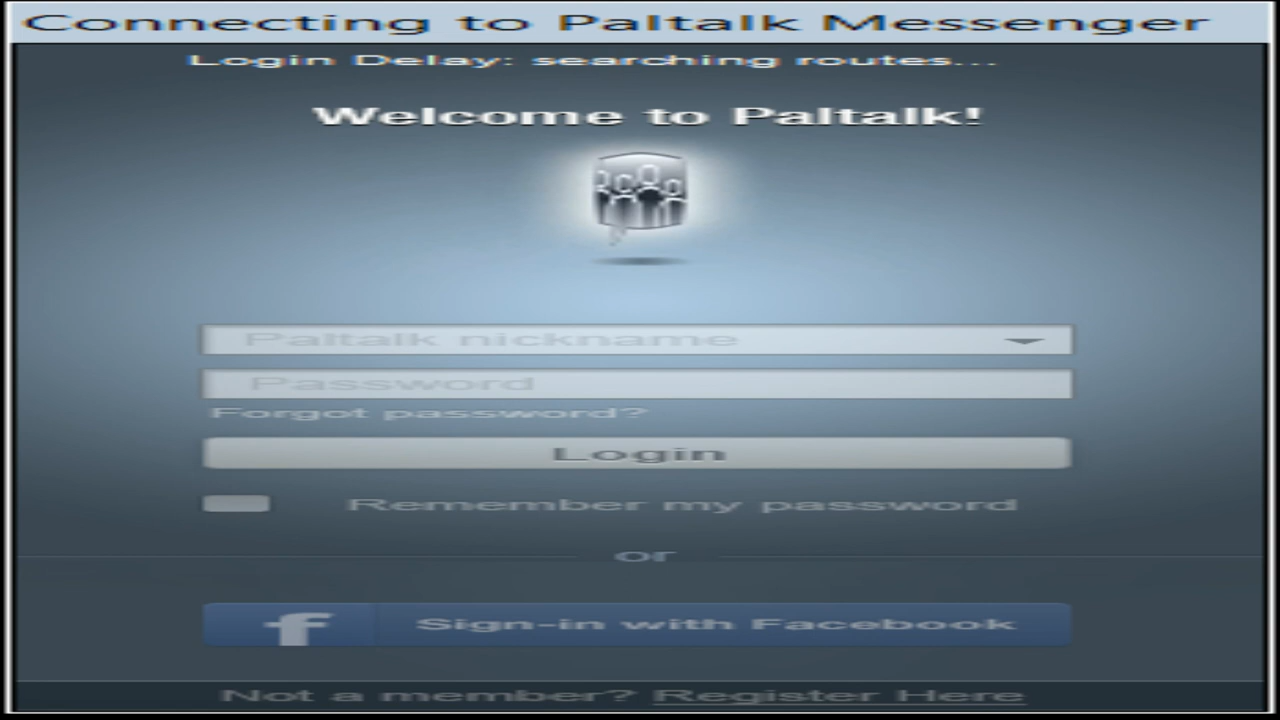 Connecting to Paltalk Messenger
Login Delay: searching routes...
Welcome to Paltalk!
Paltalk nickname
Password
Forgot password?
Login
Remember my password
or
f Sign-in with Facebook
Not a member? Register Here